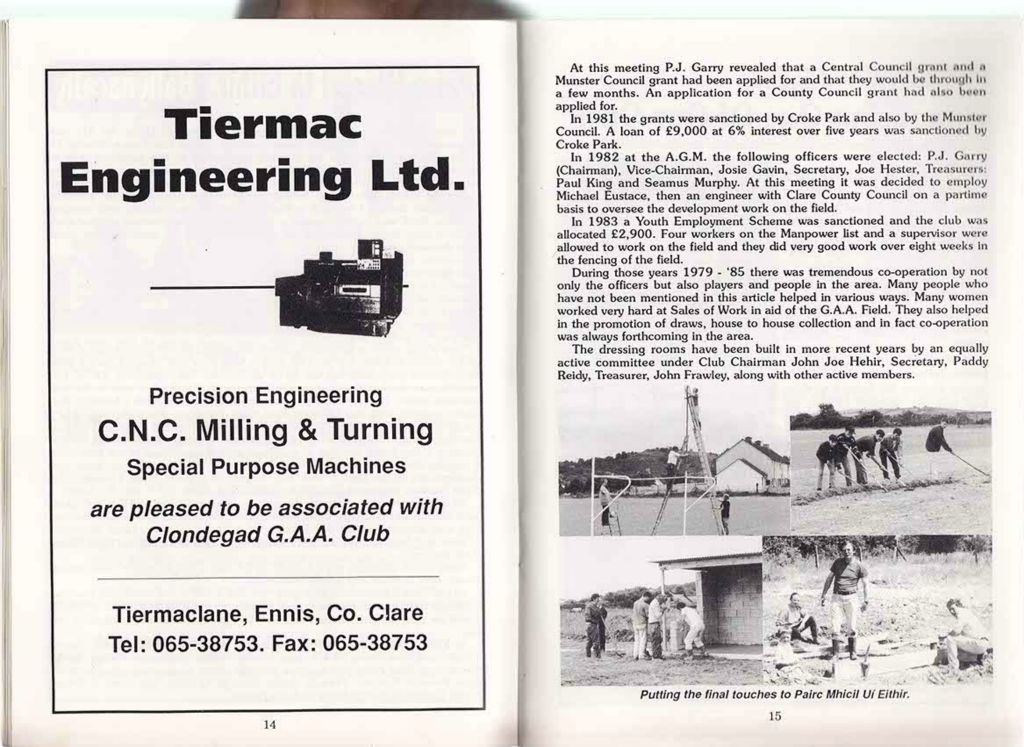 Tiermac
Engineering Ltd.
Precision Engineering
C.N.C. Milling & Turning
Special Purpose Machines
are pleased to be associated with
Clondegad G.A.A. Club
Tiermaclane, Ennis, Co. Clare
Tel: 065-38753. Fax: 065-38753
14
At this meeting P.J. Garry revealed that a Central Council grant and a
Munster Council grant had been applied for and that they would be through in
a few months. An application for a County Council grant had also been
applied for.
In 1981 the grants were sanctioned by Croke Park and also by the Munster
Council. A loan of £9,000 at 6% interest over five years was sanctioned by
Croke Park.
In 1982 at the A.G.M. the following officers were elected: P.J. Garry
(Chairman), Vice-Chairman, Josie Gavin, Secretary, Joe Hester, Treasurers:
Paul King and Seamus Murphy. At this meeting it was decided to employ
Michael Eustace, then an engineer with Clare County Council on a partime
basis to oversee the development work on the field.
In 1983 a Youth Employment Scheme was sanctioned and the club was
allocated £2,900. Four workers on the Manpower list and a supervisor were
allowed to work on the field and they did very good work over eight weeks in
the fencing of the field.
During those years 1979 - '85 there was tremendous co-operation by not
only the officers but also players and people in the area. Many people who
have not been mentioned in this article helped in various ways. Many women
worked very hard at Sales of Work in aid of the G.A.A. Field. They also helped
in the promotion of draws, house to house collection and in fact co-operation
was always forthcoming in the area.
The dressing rooms have been built in more recent years by an equally
active committee under Club Chairman John Joe Hehir, Secretary, Paddy
Reidy, Treasurer, John Frawley, along with other active members.
Putting the final touches to Pairc Mhicil Uí Eithir.
15